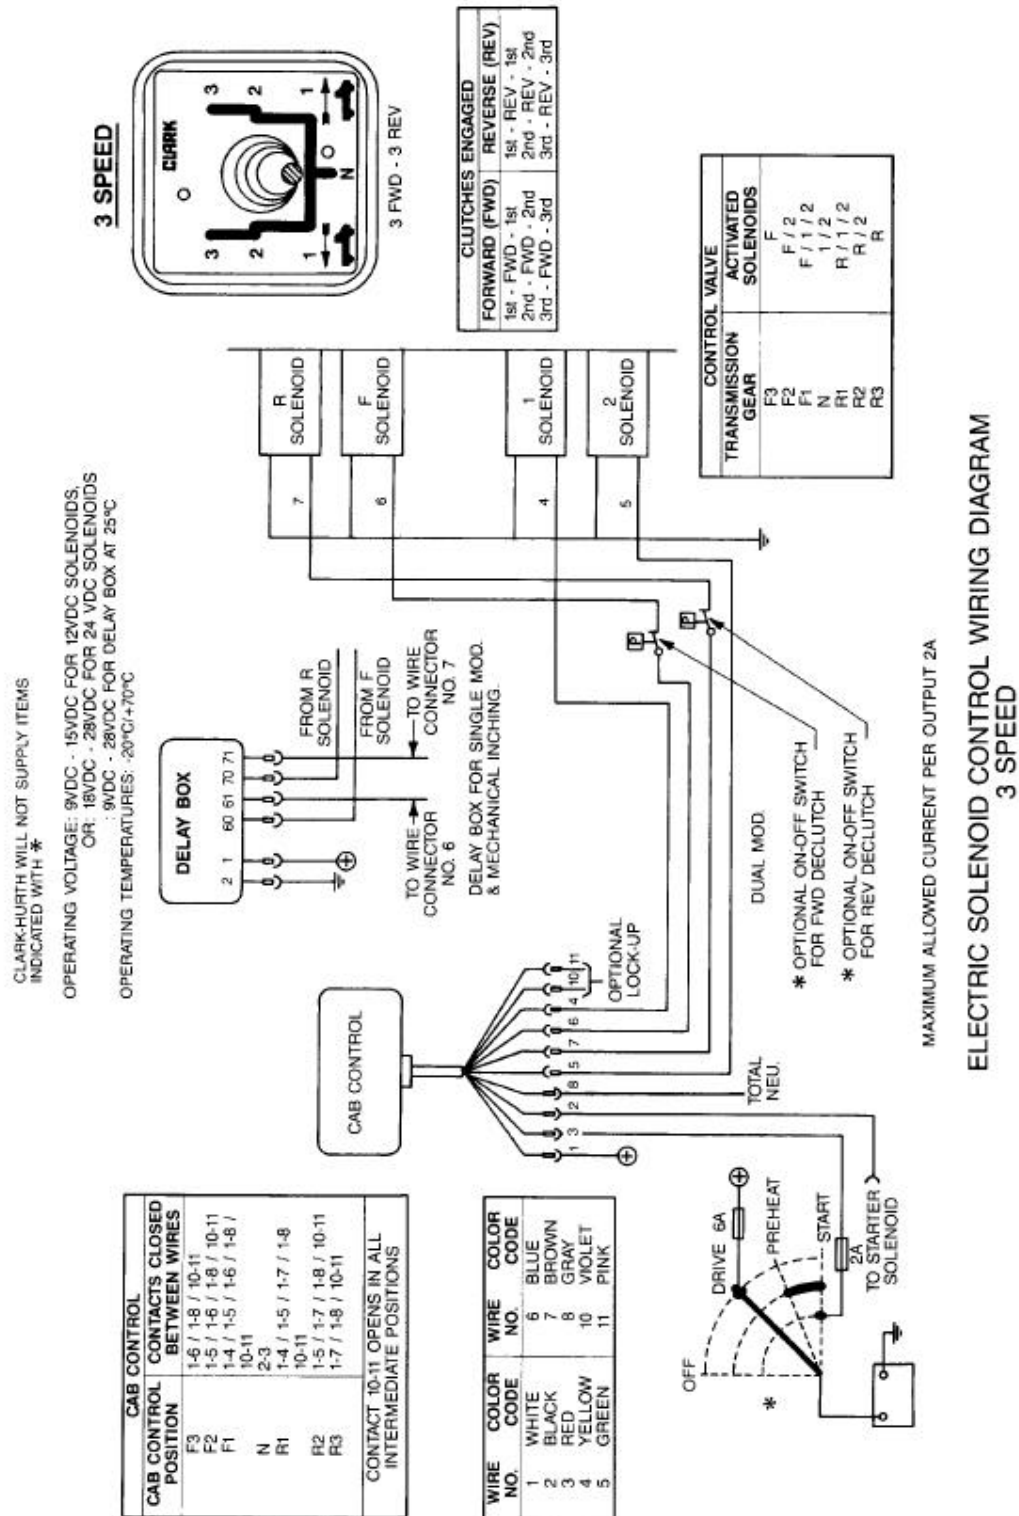 CLARK-HURTH WILL NOT SUPPLY ITEMS
INDICATED WITH *
OPERATING VOLTAGE: 9VDC - 15VDC FOR 12VDC SOLENOIDS,
OR: 18VDC - 28VDC FOR 24 VDC SOLENOIDS
: 9VDC - 28VDC FOR DELAY BOX AT 25°C
OPERATING TEMPERATURES: -20°C/+70°C
3 SPEED
CLARK
3
2
1
3
2
1
N
3 FWD - 3 REV
CAB CONTROL
CAB CONTROL POSITION CONTACTS CLOSED BETWEEN WIRES
F3 1-6 / 1-8 / 10-11
F2 1-5 / 1-6 / 1-8 / 10-11
F1 1-4 / 1-5 / 1-6 / 1-8 /
10-11
N 2-3
R1 1-4 / 1-5 / 1-7 / 1-8
10-11
R2 1-5 / 1-7 / 1-8 / 10-11
R3 1-7 / 1-8 / 10-11
CONTACT 10-11 OPENS IN ALL
INTERMEDIATE POSITIONS
CAB CONTROL
DELAY BOX
2 1 60 61 70 71
FROM R
SOLENOID
FROM F
SOLENOID
TO WIRE
CONNECTOR
NO. 6
TO WIRE
CONNECTOR
NO. 7
DELAY BOX FOR SINGLE MOD.
& MECHANICAL INCHING.
R
SOLENOID
7
F
SOLENOID
6
1
SOLENOID
4
2
SOLENOID
5
CLUTCHES ENGAGED
FORWARD (FWD) REVERSE (REV)
1st - FWD - 1st 1st - REV - 1st
2nd - FWD - 2nd 2nd - REV - 2nd
3rd - FWD - 3rd 3rd - REV - 3rd
WIRE NO. COLOR CODE WIRE NO. COLOR CODE
1 WHITE 6 BLUE
2 BLACK 7 BROWN
3 RED 8 GRAY
4 YELLOW 10 VIOLET
5 GREEN 11 PINK
1 3 2 8 5 7 6 4 10-11
OPTIONAL
LOCK-UP
P
P
CONTROL VALVE
TRANSMISSION GEAR ACTIVATED SOLENOIDS
F3 F
F2 F / 2
F1 F / 1 / 2
N 1 / 2
R1 R / 1 / 2
R2 R / 2
R3 R
TOTAL
NEU.
DUAL MOD.
* OPTIONAL ON-OFF SWITCH
FOR FWD DECLUTCH
* OPTIONAL ON-OFF SWITCH
FOR REV DECLUTCH
OFF
DRIVE 6A
PREHEAT
START
*
2A
TO STARTER
SOLENOID
MAXIMUM ALLOWED CURRENT PER OUTPUT 2A
ELECTRIC SOLENOID CONTROL WIRING DIAGRAM
3 SPEED